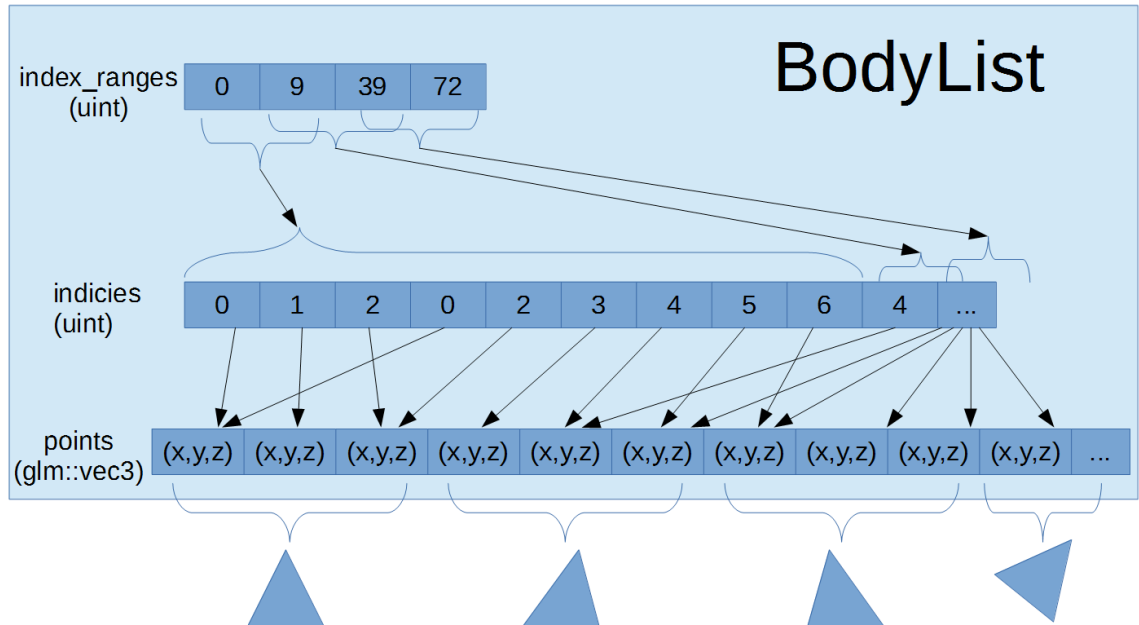 BodyList
index_ranges
(uint)
0 9 39 72
indicies
(uint)
0 1 2 0 2 3 4 5 6 4 ...
points
(glm::vec3)
(x,y,z) (x,y,z) (x,y,z) (x,y,z) (x,y,z) (x,y,z) (x,y,z) (x,y,z) (x,y,z) (x,y,z) ...